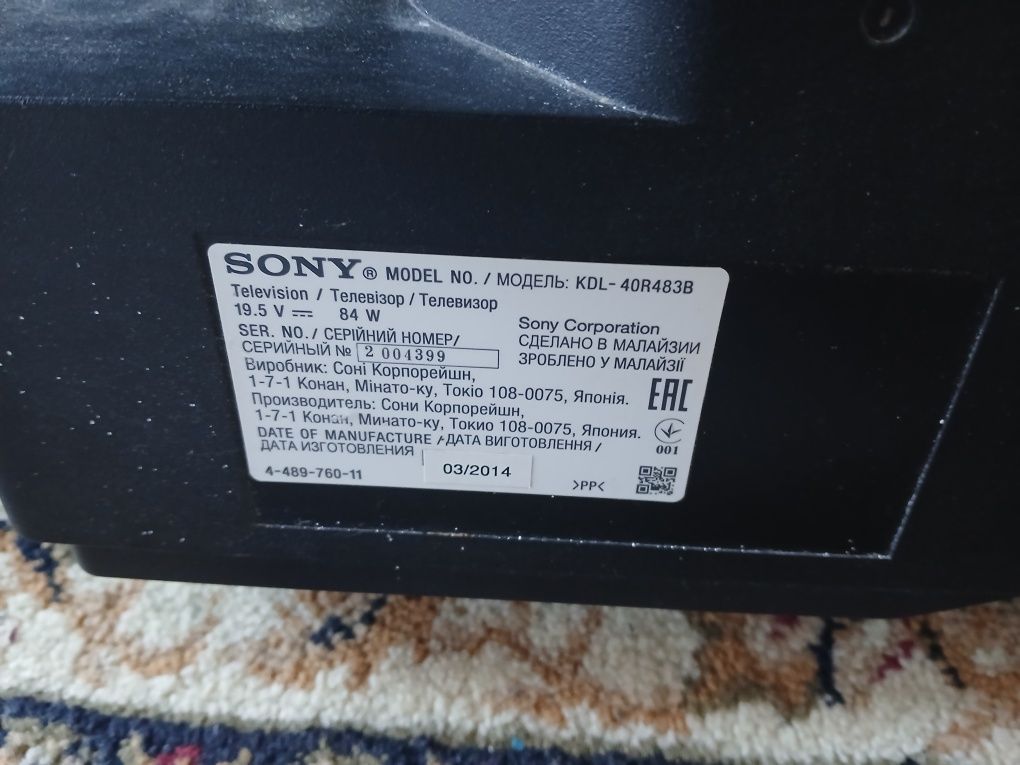 SONY® MODEL NO. / МОДЕЛЬ: KDL-40R483B
Television / Телевізор / Телевизор
19.5 V ⎓ 84 W
SER. NO. / СЕРІЙНИЙ НОМЕР/
СЕРИЙНЫЙ № 2 004399
Sony Corporation
СДЕЛАНО В МАЛАЙЗИИ
ЗРОБЛЕНО У МАЛАЙЗІЇ
Виробник: Соні Корпорейшн,
1-7-1 Конан, Мінато-ку, Токіо 108-0075, Японія.
Производитель: Сони Корпорейшн,
1-7-1 Конан, Минато-ку, Токио 108-0075, Япония.
DATE OF MANUFACTURE / ДАТА ВИГОТОВЛЕННЯ /
ДАТА ИЗГОТОВЛЕНИЯ 03/2014
EAC
001
4-489-760-11
>PP<